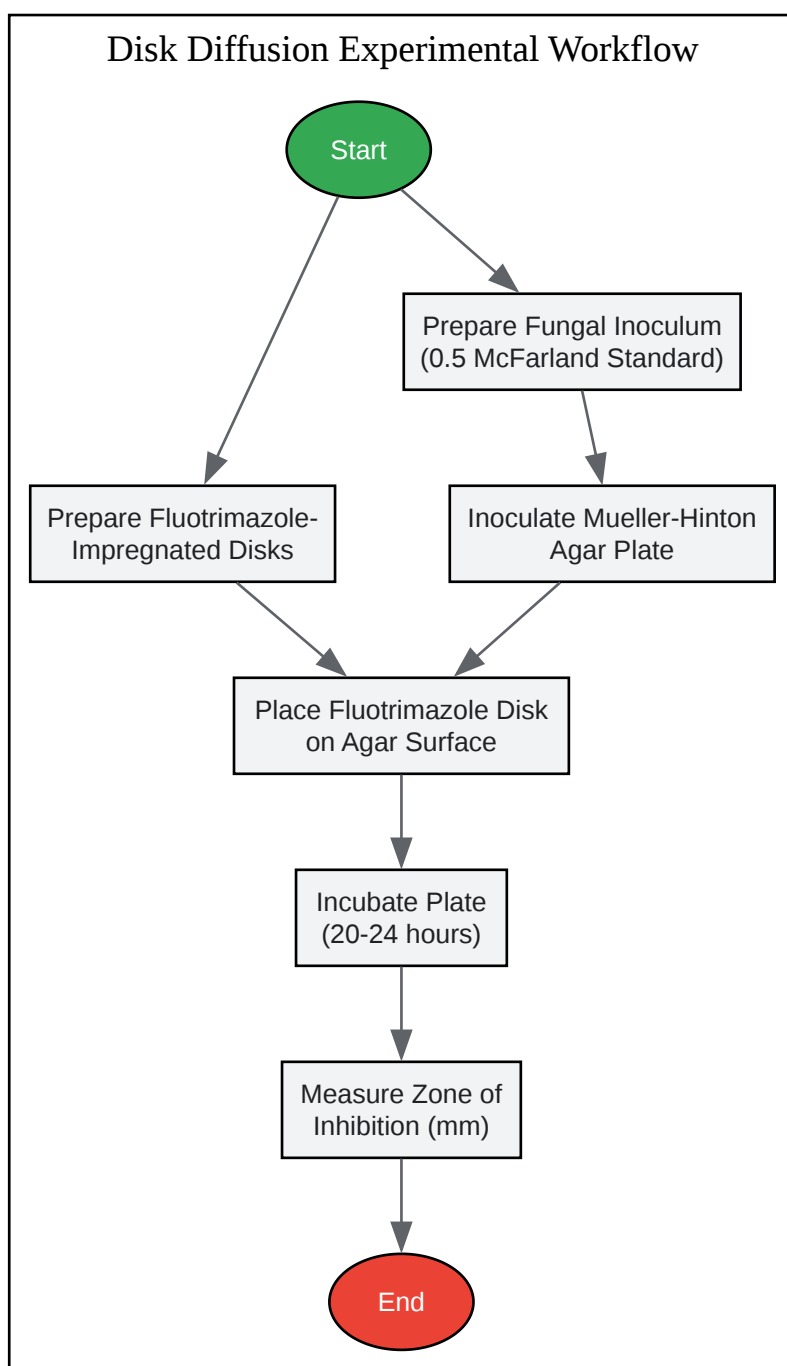 Disk Diffusion Experimental Workflow
Start
Prepare Fungal Inoculum
(0.5 McFarland Standard)
Prepare Fluotrimazole-
Impregnated Disks
Inoculate Mueller-Hinton
Agar Plate
Place Fluotrimazole Disk
on Agar Surface
Incubate Plate
(20-24 hours)
Measure Zone of
Inhibition (mm)
End